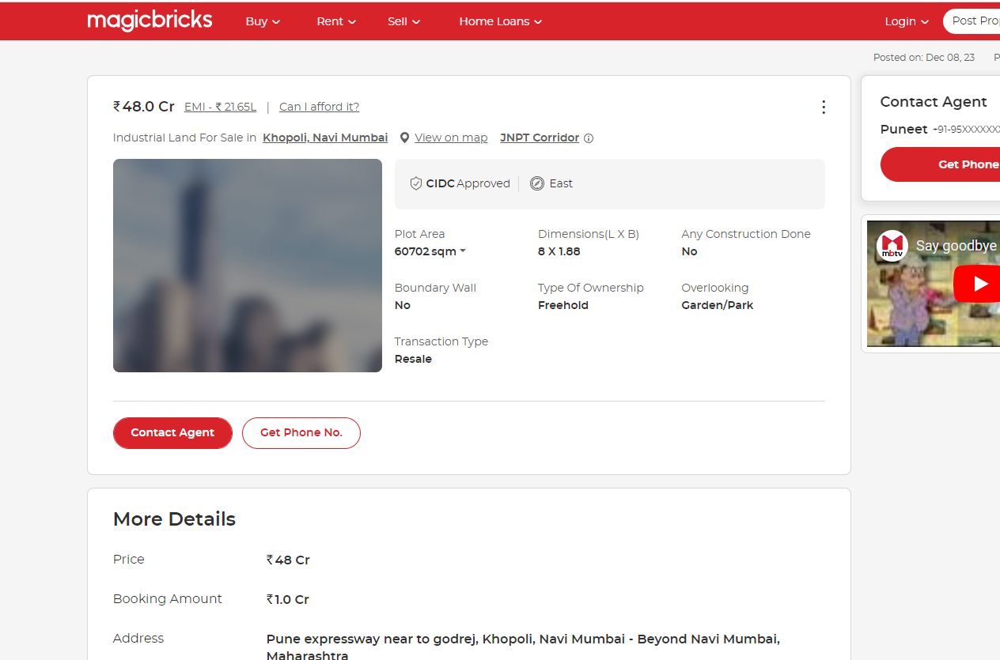 magicbricks Buy Rent Sell Home Loans Login Post Pro
Posted on: Dec 08, 23 P
₹48.0 Cr EMI - ₹ 21.65L | Can I afford it?
Industrial Land For Sale in Khopoli, Navi Mumbai View on map JNPT Corridor
CIDC Approved East
Plot Area Dimensions(L X B) Any Construction Done
60702 sqm 8 X 1.88 No
Boundary Wall Type Of Ownership Overlooking
No Freehold Garden/Park
Transaction Type
Resale
Contact Agent Get Phone No.
Contact Agent
Puneet +91-95XXXXXX
Get Phone
mbtv Say goodbye
More Details
Price ₹48 Cr
Booking Amount ₹1.0 Cr
Address Pune expressway near to godrej, Khopoli, Navi Mumbai - Beyond Navi Mumbai,
Maharashtra